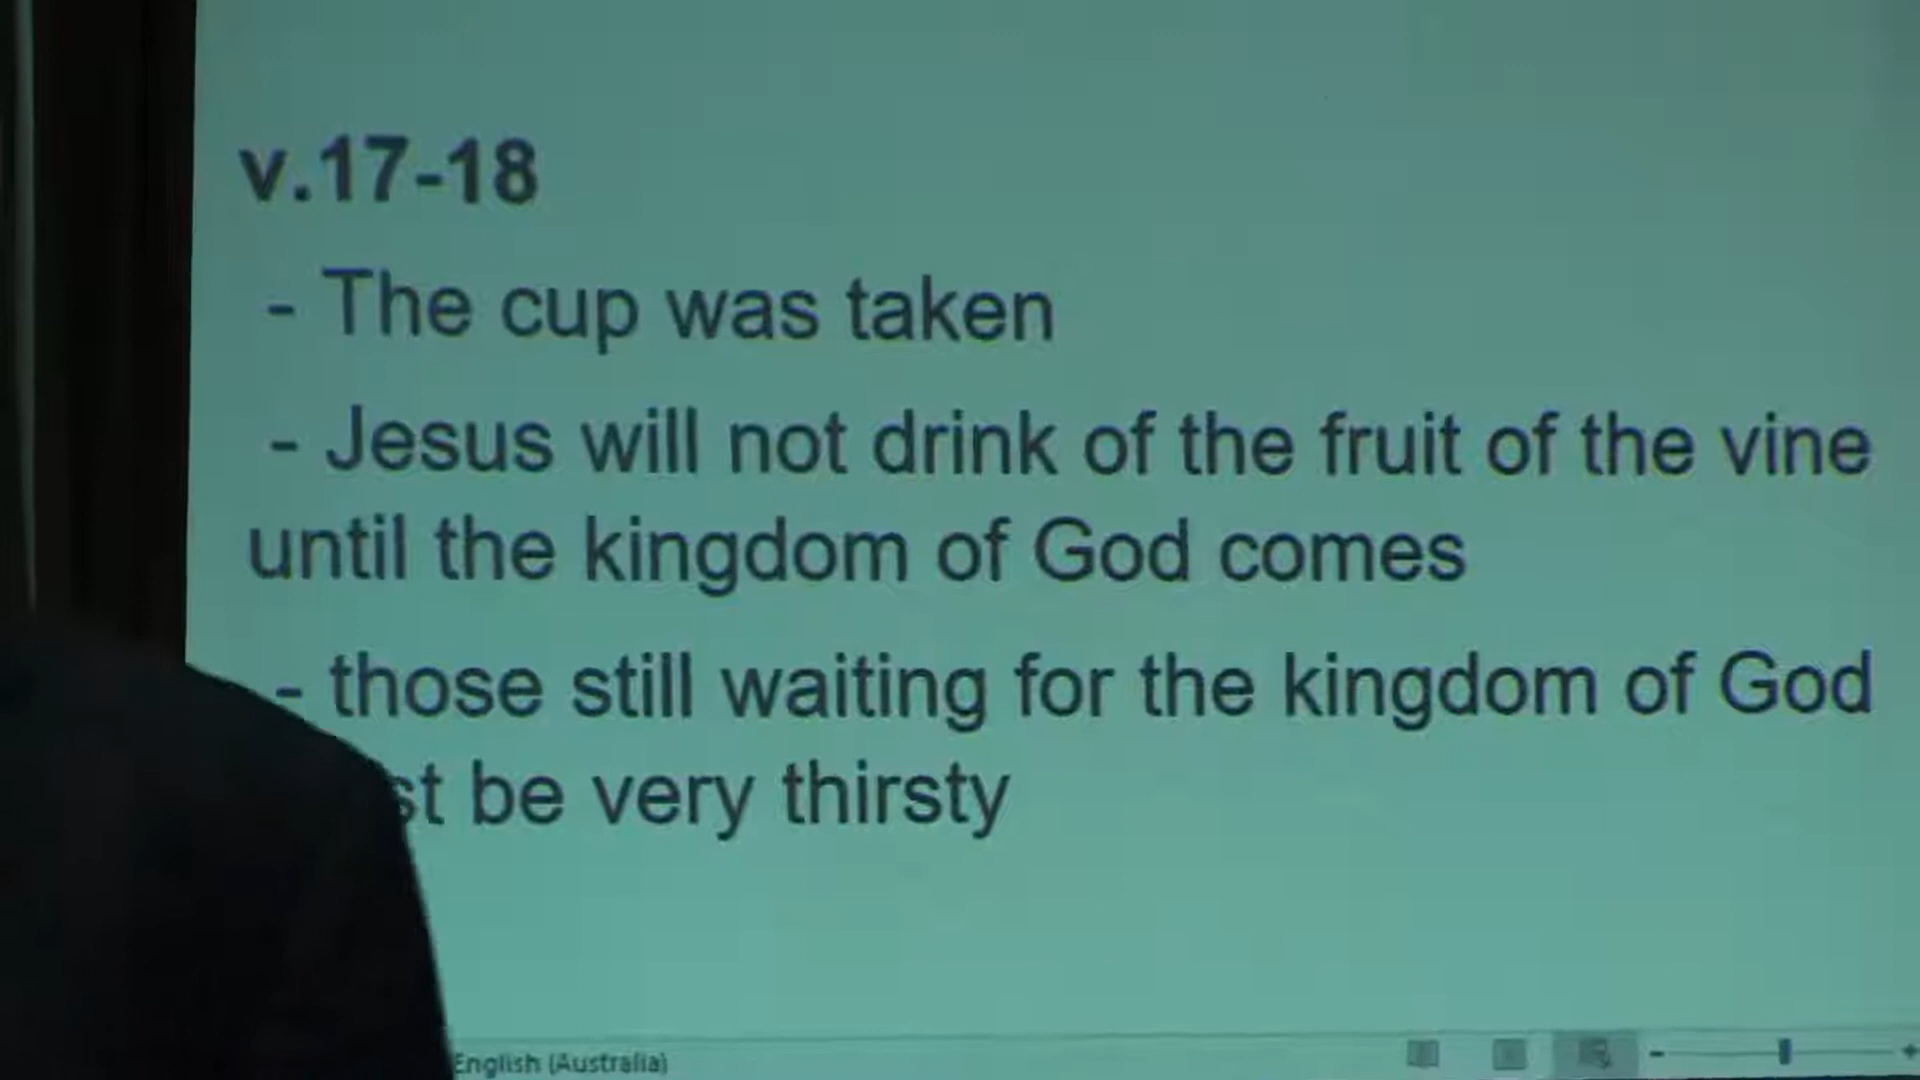 v.17-18
- The cup was taken
- Jesus will not drink of the fruit of the vine
until the kingdom of God comes
- those still waiting for the kingdom of God
be very thirsty
English (Australia)